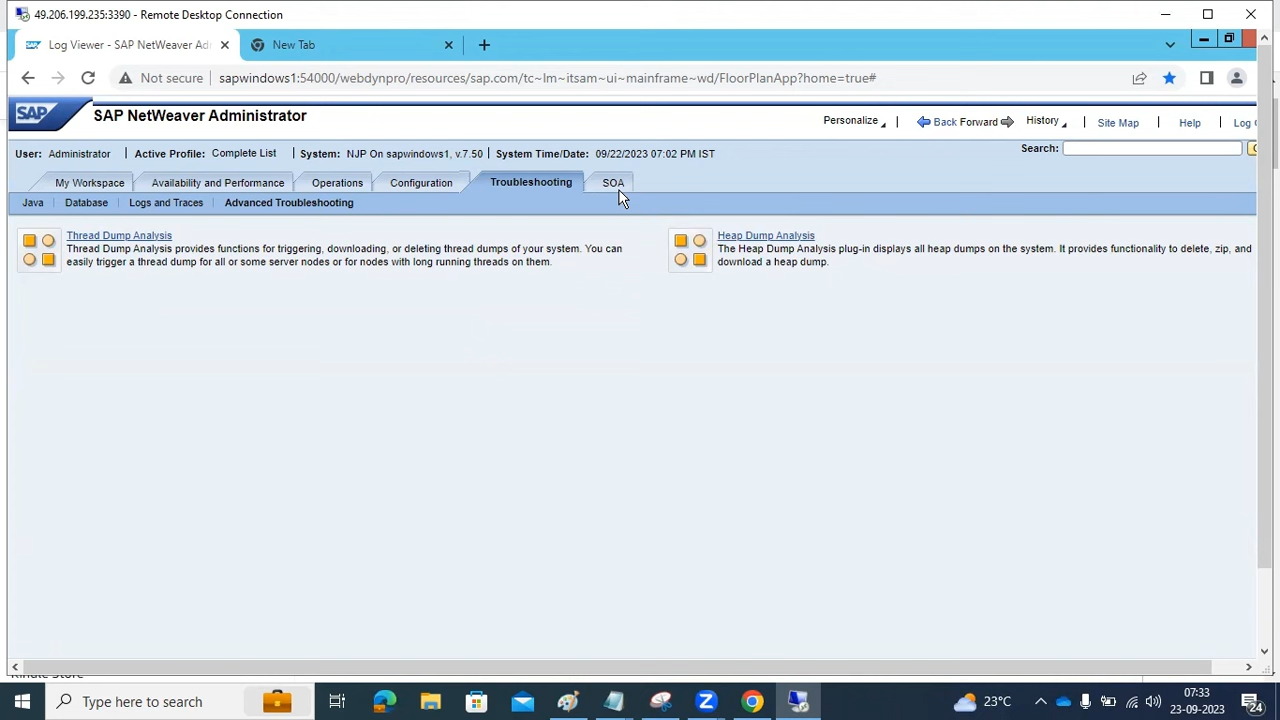 49.206.199.235:3390 - Remote Desktop Connection
Log Viewer - SAP NetWeaver Adm
New Tab
Not secure
sapwindows1:54000/webdynpro/resources/sap.com/tc~lm~itsam~ui~mainframe~wd/FloorPlanApp?home=true#
SAP
SAP NetWeaver Administrator
Personalize
Back Forward
History
Site Map
Help
Log
User: Administrator
Active Profile: Complete List
System: NJP On sapwindows1, v.7.50
System Time/Date: 09/22/2023 07:02 PM IST
Search:
My Workspace
Availability and Performance
Operations
Configuration
Troubleshooting
SOA
Java
Database
Logs and Traces
Advanced Troubleshooting
Thread Dump Analysis
Thread Dump Analysis provides functions for triggering, downloading, or deleting thread dumps of your system. You can
easily trigger a thread dump for all or some server nodes or for nodes with long running threads on them.
Heap Dump Analysis
The Heap Dump Analysis plug-in displays all heap dumps on the system. It provides functionality to delete, zip, and
download a heap dump.
Type here to search
23°C
07:33
23-09-2023
24